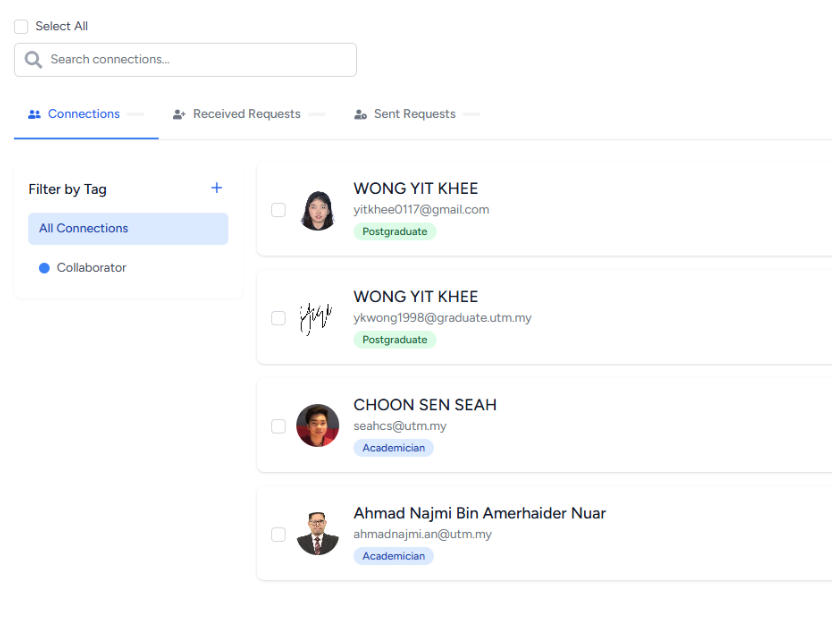 Select All
Search connections...
Connections
Received Requests
Sent Requests
Filter by Tag
+
All Connections
Collaborator
WONG YIT KHEE
yitkhee0117@gmail.com
Postgraduate
WONG YIT KHEE
ykwong1998@graduate.utm.my
Postgraduate
CHOON SEN SEAH
seahcs@utm.my
Academician
Ahmad Najmi Bin Amerhaider Nuar
ahmadnajmi.an@utm.my
Academician